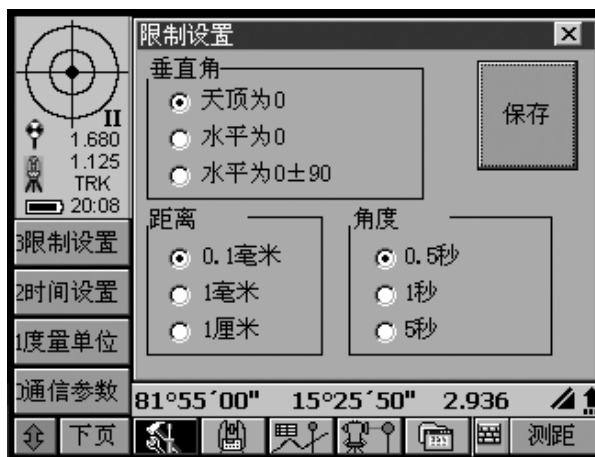 限制设置
垂直角
天顶为0
水平为0
水平为0±90
保存
II
1.680
1.125
TRK
20:08
距离
0.1毫米
1毫米
1厘米
角度
0.5秒
1秒
5秒
3限制设置
2时间设置
1度量单位
0通信参数
81°55′00" 15°25′50" 2.936
下页
测距